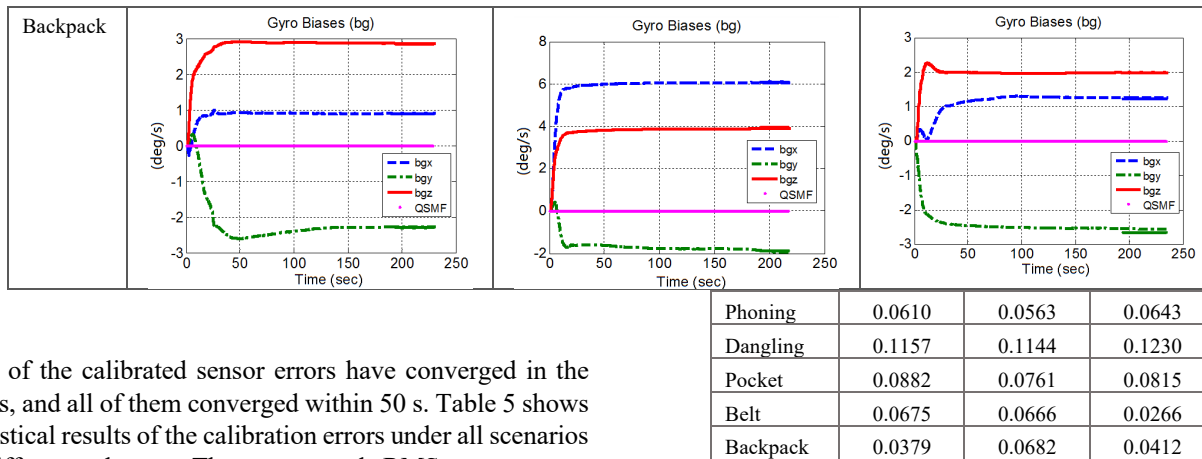 Backpack
Gyro Biases (bg)
3
2
1
0
-1
-2
-3
(deg/s)
bgx
bgy
bgz
QSMF
0 50 100 150 200 250
Time (sec)
Gyro Biases (bg)
8
6
4
2
0
-2
(deg/s)
bgx
bgy
bgz
QSMF
0 50 100 150 200 250
Time (sec)
Gyro Biases (bg)
3
2
1
0
-1
-2
-3
(deg/s)
bgx
bgy
bgz
QSMF
0 50 100 150 200 250
Time (sec)
of the calibrated sensor errors have converged in the
s, and all of them converged within 50 s. Table 5 shows
istical results of the calibration errors under all scenarios
Phoning 0.0610 0.0563 0.0643
Dangling 0.1157 0.1144 0.1230
Pocket 0.0882 0.0761 0.0815
Belt 0.0675 0.0666 0.0266
Backpack 0.0379 0.0682 0.0412